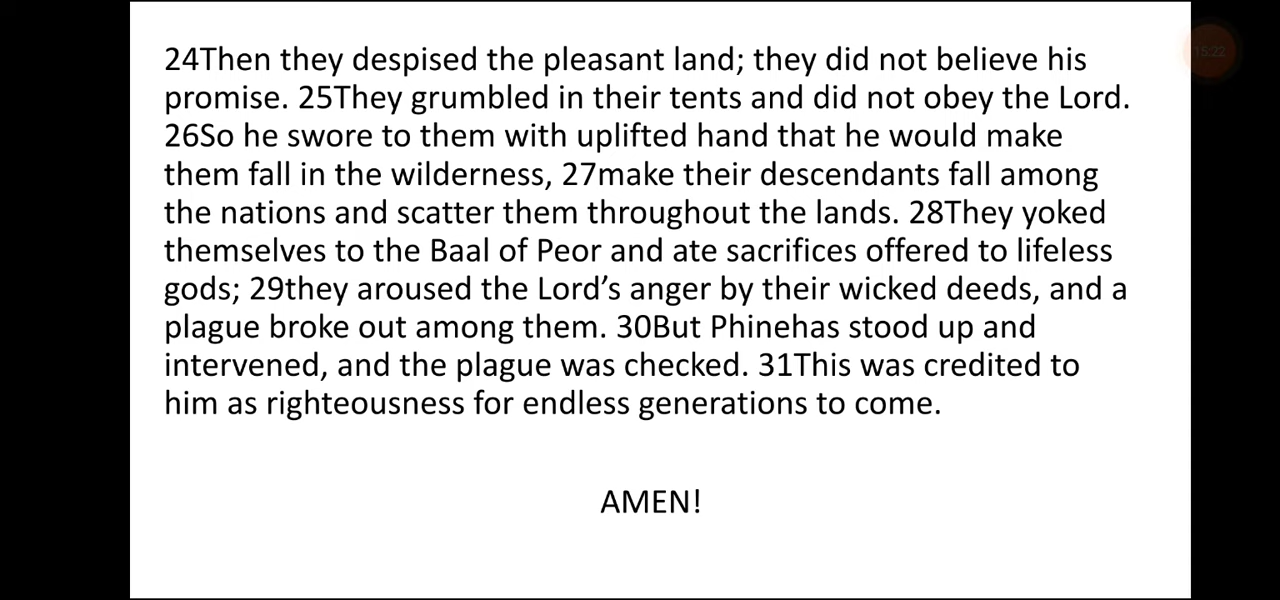 24Then they despised the pleasant land; they did not believe his
promise. 25They grumbled in their tents and did not obey the Lord.
26So he swore to them with uplifted hand that he would make
them fall in the wilderness, 27make their descendants fall among
the nations and scatter them throughout the lands. 28They yoked
themselves to the Baal of Peor and ate sacrifices offered to lifeless
gods; 29they aroused the Lord’s anger by their wicked deeds, and a
plague broke out among them. 30But Phinehas stood up and
intervened, and the plague was checked. 31This was credited to
him as righteousness for endless generations to come.
AMEN!
15:22